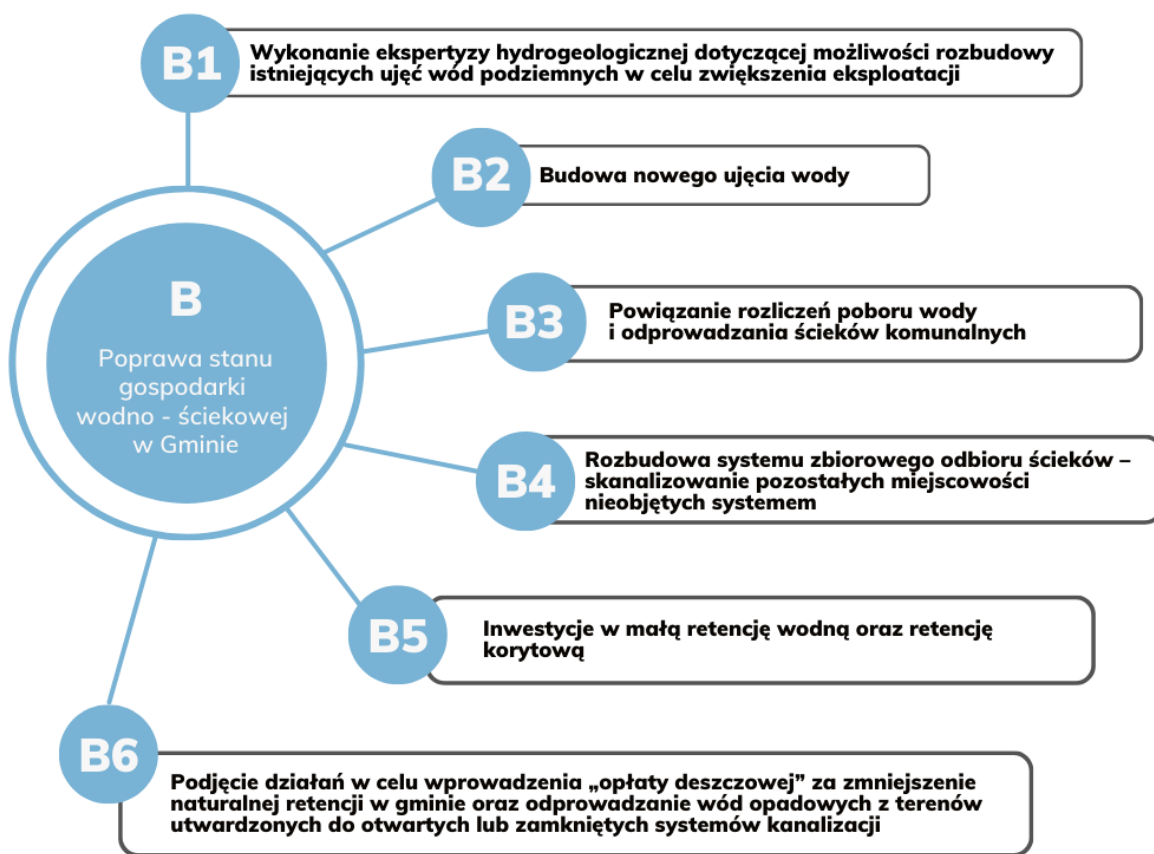 B1
Wykonanie ekspertyzy hydrogeologicznej dotyczącej możliwości rozbudowy
istniejących ujęć wód podziemnych w celu zwiększenia eksploatacji
B2
Budowa nowego ujęcia wody
B
Poprawa stanu
gospodarki
wodno - ściekowej
w Gminie
B3
Powiązanie rozliczeń poboru wody
i odprowadzania ścieków komunalnych
B4
Rozbudowa systemu zbiorowego odbioru ścieków –
skanalizowanie pozostałych miejscowości
nieobjętych systemem
B5
Inwestycje w małą retencję wodną oraz retencję
korytową
B6
Podjęcie działań w celu wprowadzenia „opłaty deszczowej” za zmniejszenie
naturalnej retencji w gminie oraz odprowadzanie wód opadowych z terenów
utwardzonych do otwartych lub zamkniętych systemów kanalizacji